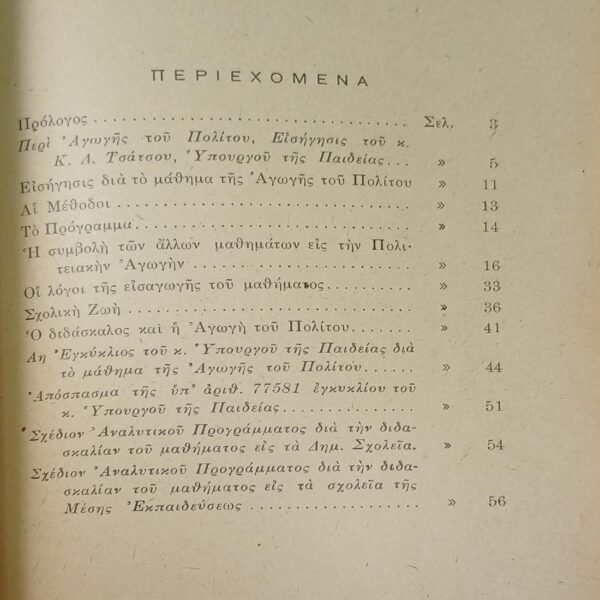 ΠΕΡΙΕΧΟΜΕΝΑ
Πρόλογος . . . . . . . . . . . . . . . . . . . . . . . . . . . . . . Σελ. 3
Περὶ Ἀγωγῆς τοῦ Πολίτου, Εἰσήγησις τοῦ κ.
Κ. Δ. Τσάτσου, Ὑπουργοῦ τῆς Παιδείας. . . » 5
Εἰσήγησις διὰ τὸ μάθημα τῆς Ἀγωγῆς τοῦ Πολίτου » 11
Αἱ Μέθοδοι . . . . . . . . . . . . . . . . . . . . . . . . . . . . » 13
Τὸ Πρόγραμμα. . . . . . . . . . . . . . . . . . . . . . . . . . » 14
Ἡ συμβολὴ τῶν ἄλλων μαθημάτων εἰς τὴν Πολι-
τειακὴν Ἀγωγὴν . . . . . . . . . . . . . . . . . . . . » 16
Οἱ λόγοι τῆς εἰσαγωγῆς τοῦ μαθήματος. . . . . . . . . » 33
Σχολικὴ Ζωὴ . . . . . . . . . . . . . . . . . . . . . . . . . . . » 36
Ὁ διδάσκαλος καὶ ἡ Ἀγωγὴ τοῦ Πολίτου. . . . . . . » 41
Αη Ἐγκύκλιος τοῦ κ. Ὑπουργοῦ τῆς Παιδείας διὰ
τὸ μάθημα τῆς Ἀγωγῆς τοῦ Πολίτου. . . . . » 44
Ἀπόσπασμα τῆς ὑπ' ἀριθ. 77581 ἐγκυκλίου τοῦ
κ. Ὑπουργοῦ τῆς Παιδείας. . . . . . . . . . . . . » 51
Σχέδιον Ἀναλυτικοῦ Προγράμματος διὰ τὴν διδα-
σκαλίαν τοῦ μαθήματος εἰς τὰ Δημ. Σχολεῖα. » 54
Σχέδιον Ἀναλυτικοῦ Προγράμματος διὰ τὴν διδα-
σκαλίαν τοῦ μαθήματος εἰς τὰ σχολεῖα τῆς
Μέσης Ἐκπαιδεύσεως . . . . . . . . . . . . . . . . » 56